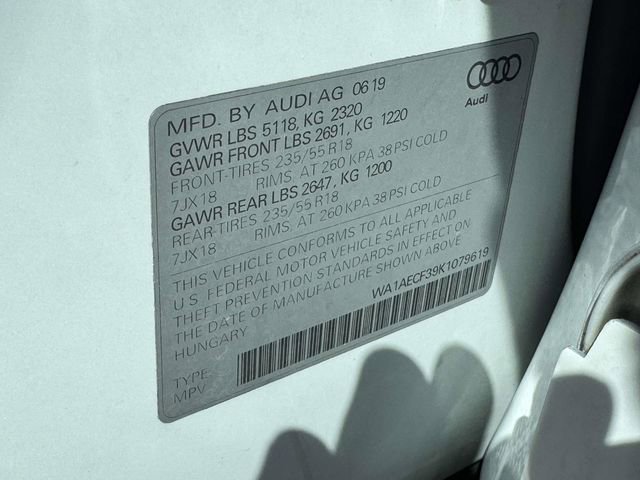 MFD. BY AUDI AG 06 19
Audi
GVWR LBS 5118, KG 2320
GAWR FRONT LBS 2691, KG 1220
FRONT-TIRES 235/55 R18
7JX18 RIMS, AT 260 KPA 38 PSI COLD
GAWR REAR LBS 2647, KG 1200
REAR-TIRES 235/55 R18
7JX18 RIMS, AT 260 KPA 38 PSI COLD
THIS VEHICLE CONFORMS TO ALL APPLICABLE
U S FEDERAL MOTOR VEHICLE SAFETY AND
THEFT PREVENTION STANDARDS IN EFFECT ON
THE DATE OF MANUFACTURE SHOWN ABOVE
HUNGARY WA1AECF39K1079619
TYPE:
MPV